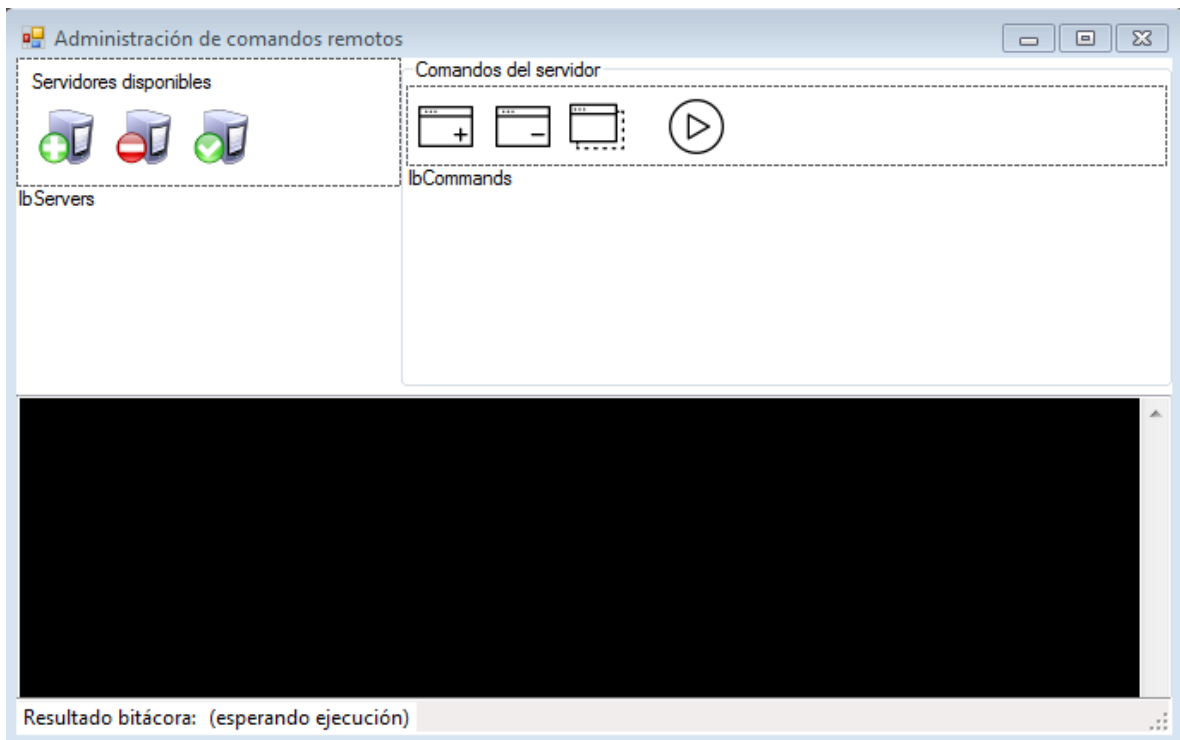 Administración de comandos remotos
Servidores disponibles
lbServers
Comandos del servidor
lbCommands
Resultado bitácora: (esperando ejecución)